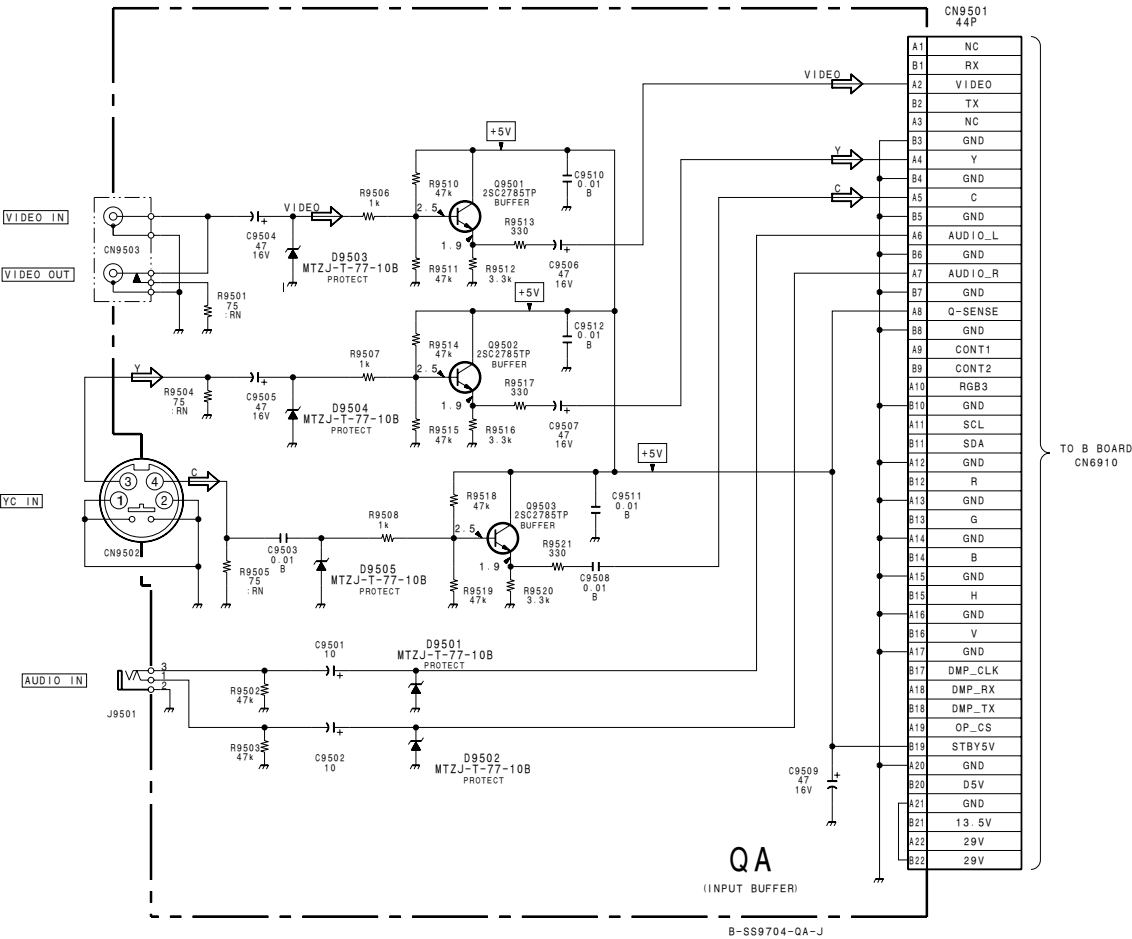 CN9501
44P
A1 NC
B1 RX
VIDEO
A2 VIDEO
B2 TX
A3 NC
B3 GND
Y
A4 Y
B4 GND
C
A5 C
B5 GND
A6 AUDIO_L
B6 GND
A7 AUDIO_R
B7 GND
A8 Q-SENSE
B8 GND
A9 CONT1
B9 CONT2
A10 RGB3
B10 GND
A11 SCL
B11 SDA
A12 GND
B12 R
A13 GND
B13 G
A14 GND
B14 B
A15 GND
B15 H
A16 GND
B16 V
A17 GND
B17 DMP_CLK
A18 DMP_RX
B18 DMP_TX
A19 OP_CS
B19 STBY5V
A20 GND
B20 D5V
A21 GND
B21 13.5V
A22 29V
B22 29V
TO B BOARD
CN6910
+5V
VIDEO IN
VIDEO OUT
CN9503
R9501
75
:RN
C9504
47
16V
VIDEO
D9503
MTZJ-T-77-10B
PROTECT
R9506
1k
R9510
47k
2.5
Q9501
2SC2785TP
BUFFER
1.9
R9511
47k
R9512
3.3k
R9513
330
C9506
47
16V
C9510
0.01
B
+5V
Y
R9504
75
:RN
C9505
47
16V
D9504
MTZJ-T-77-10B
PROTECT
R9507
1k
R9514
47k
2.5
Q9502
2SC2785TP
BUFFER
1.9
R9515
47k
R9516
3.3k
R9517
330
C9507
47
16V
C9512
0.01
B
+5V
YC IN
3
4
1
2
CN9502
C
R9505
75
:RN
C9503
0.01
B
D9505
MTZJ-T-77-10B
PROTECT
R9508
1k
R9518
47k
2.5
Q9503
2SC2785TP
BUFFER
1.9
R9519
47k
R9520
3.3k
R9521
330
C9508
0.01
B
C9511
0.01
B
AUDIO IN
J9501
3
1
2
R9502
47k
C9501
10
D9501
MTZJ-T-77-10B
PROTECT
R9503
47k
C9502
10
D9502
MTZJ-T-77-10B
PROTECT
C9509
47
16V
QA
(INPUT BUFFER)
B-SS9704-QA-J